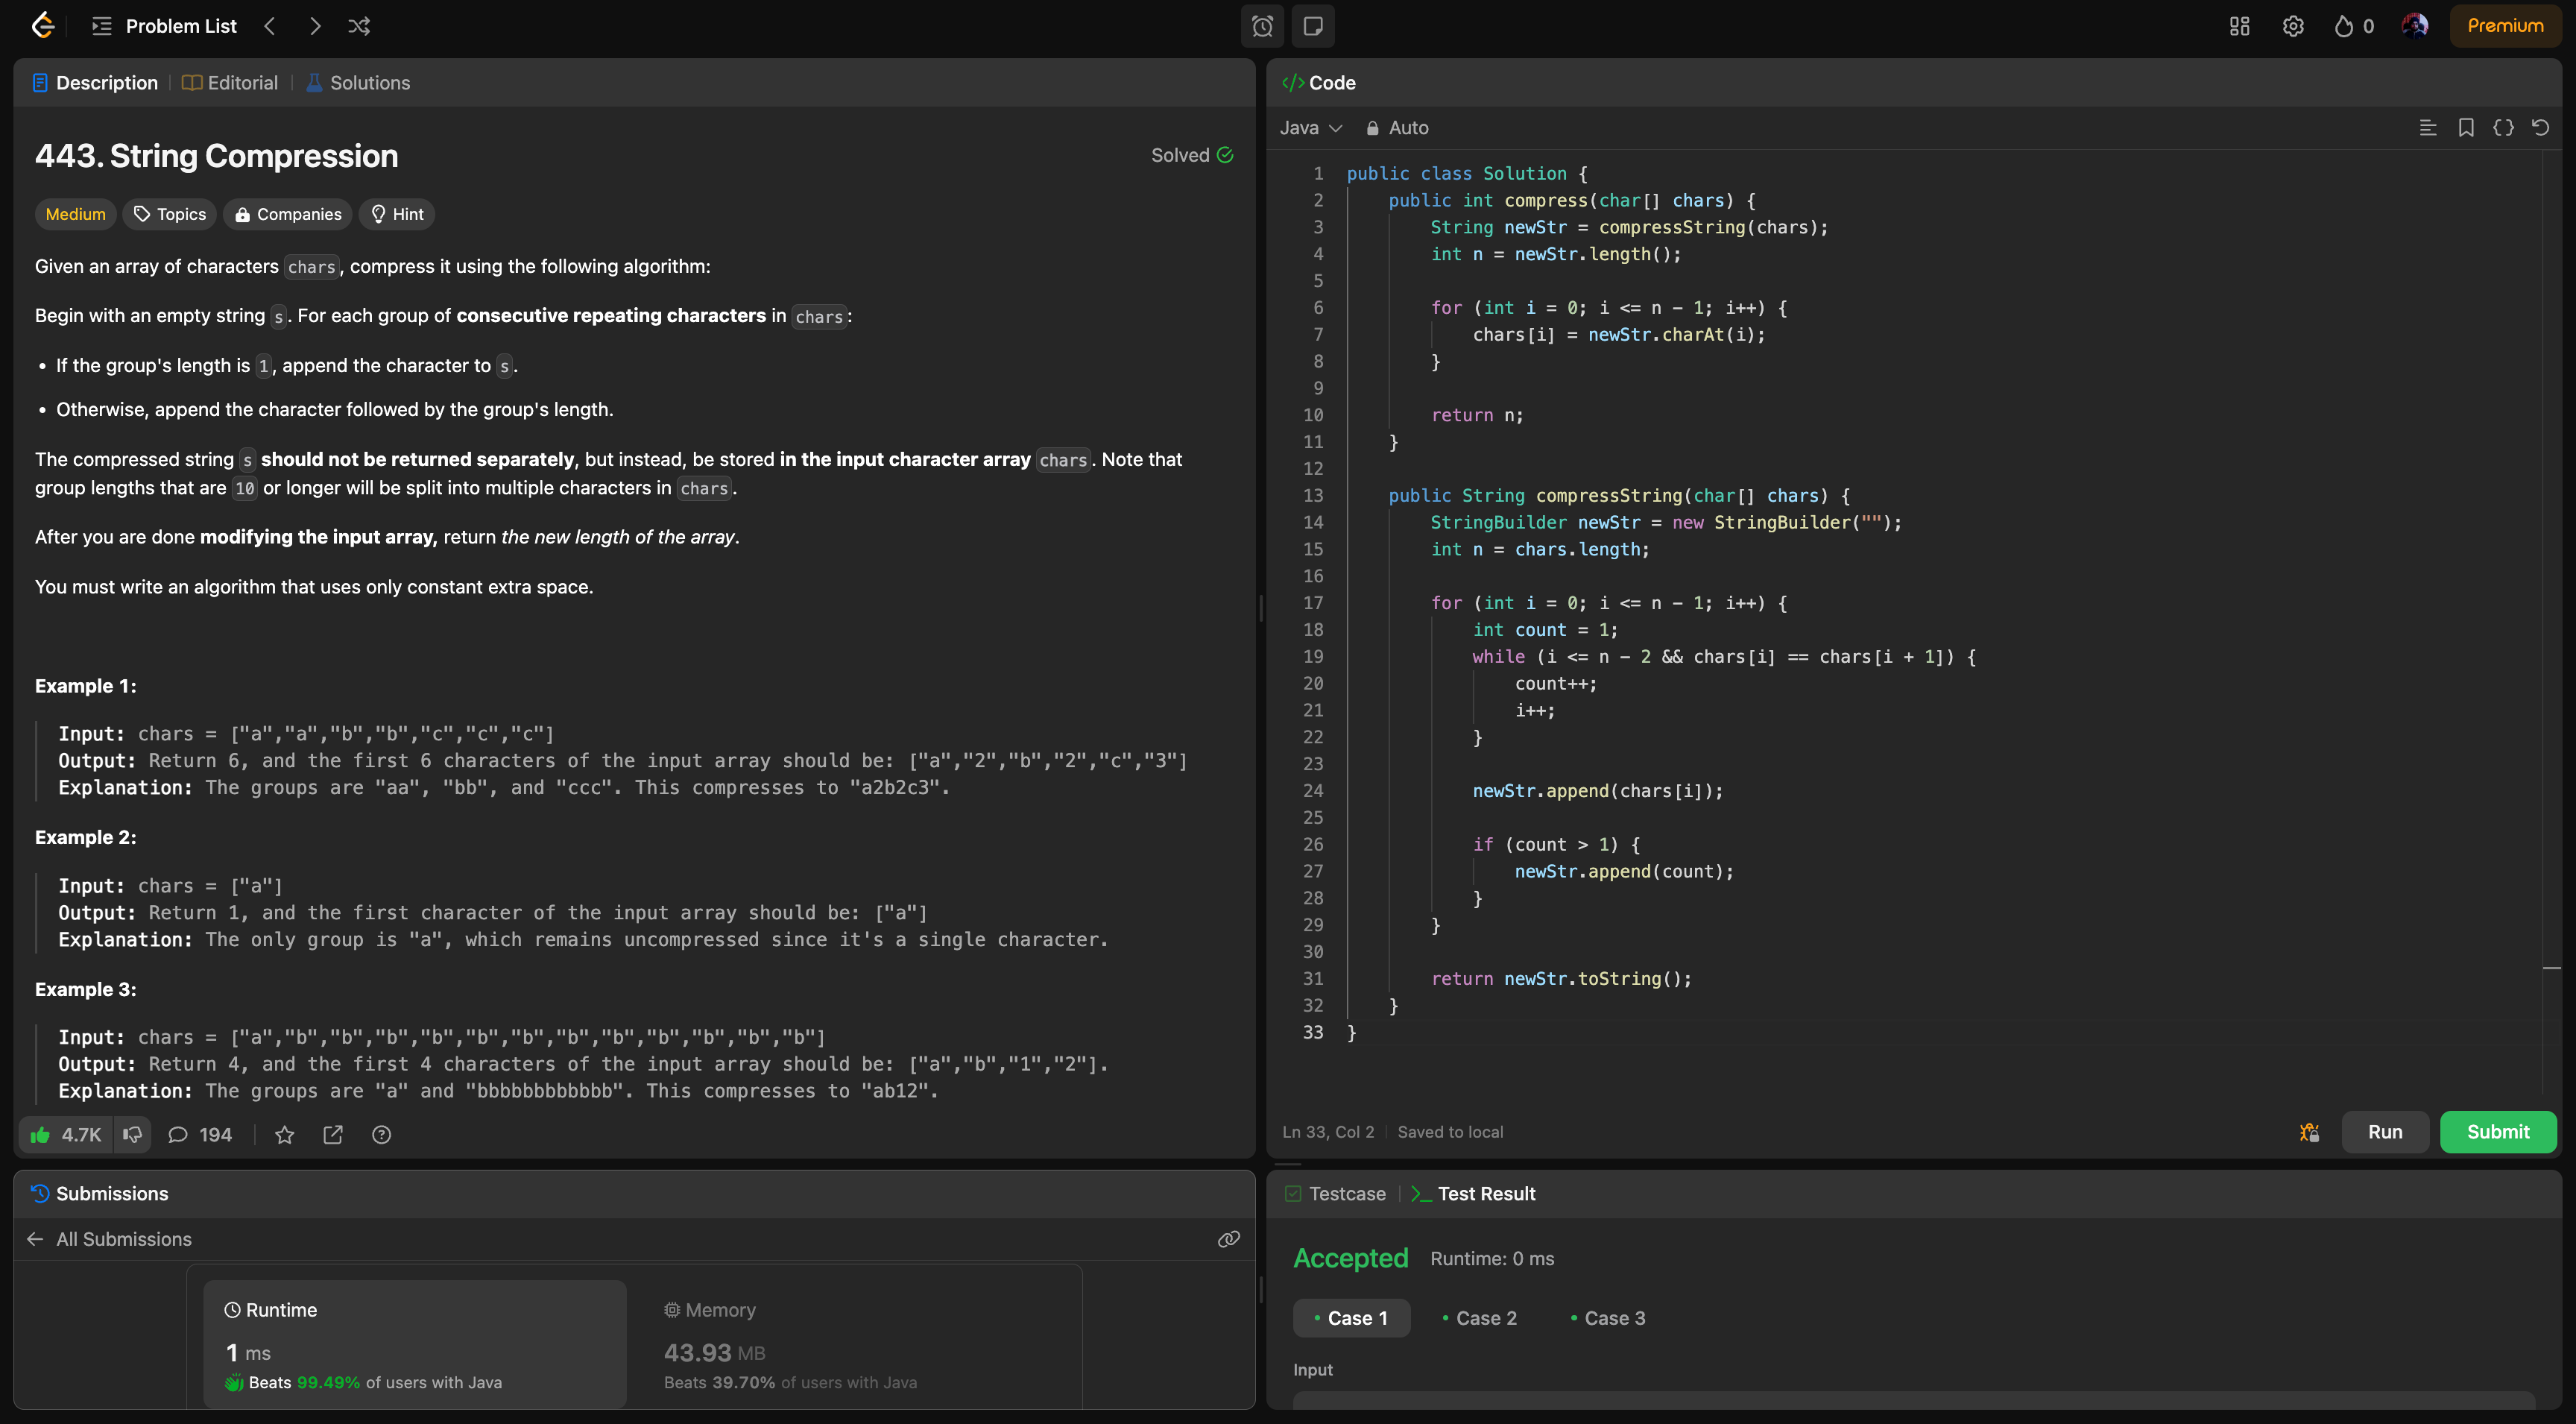 Problem List
0
Premium
Description
Editorial
Solutions
443. String Compression
Solved
Medium
Topics
Companies
Hint
Given an array of characters chars, compress it using the following algorithm:
Begin with an empty string s. For each group of consecutive repeating characters in chars:
• If the group's length is 1, append the character to s.
• Otherwise, append the character followed by the group's length.
The compressed string s should not be returned separately, but instead, be stored in the input character array chars. Note that
group lengths that are 10 or longer will be split into multiple characters in chars.
After you are done modifying the input array, return the new length of the array.
You must write an algorithm that uses only constant extra space.
Example 1:
Input: chars = ["a","a","b","b","c","c","c"]
Output: Return 6, and the first 6 characters of the input array should be: ["a","2","b","2","c","3"]
Explanation: The groups are "aa", "bb", and "ccc". This compresses to "a2b2c3".
Example 2:
Input: chars = ["a"]
Output: Return 1, and the first character of the input array should be: ["a"]
Explanation: The only group is "a", which remains uncompressed since it's a single character.
Example 3:
Input: chars = ["a","b","b","b","b","b","b","b","b","b","b","b","b"]
Output: Return 4, and the first 4 characters of the input array should be: ["a","b","1","2"].
Explanation: The groups are "a" and "bbbbbbbbbbbb". This compresses to "ab12".
4.7K
194
Submissions
All Submissions
Runtime
1 ms
Beats 99.49% of users with Java
Memory
43.93 MB
Beats 39.70% of users with Java
</> Code
Java
Auto
1 public class Solution {
2     public int compress(char[] chars) {
3         String newStr = compressString(chars);
4         int n = newStr.length();
5
6         for (int i = 0; i <= n - 1; i++) {
7             chars[i] = newStr.charAt(i);
8         }
9
10         return n;
11     }
12
13     public String compressString(char[] chars) {
14         StringBuilder newStr = new StringBuilder("");
15         int n = chars.length;
16
17         for (int i = 0; i <= n - 1; i++) {
18             int count = 1;
19             while (i <= n - 2 && chars[i] == chars[i + 1]) {
20                 count++;
21                 i++;
22             }
23
24             newStr.append(chars[i]);
25
26             if (count > 1) {
27                 newStr.append(count);
28             }
29         }
30
31         return newStr.toString();
32     }
33 }
Ln 33, Col 2
Saved to local
Run
Submit
Testcase
Test Result
Accepted
Runtime: 0 ms
• Case 1
• Case 2
• Case 3
Input